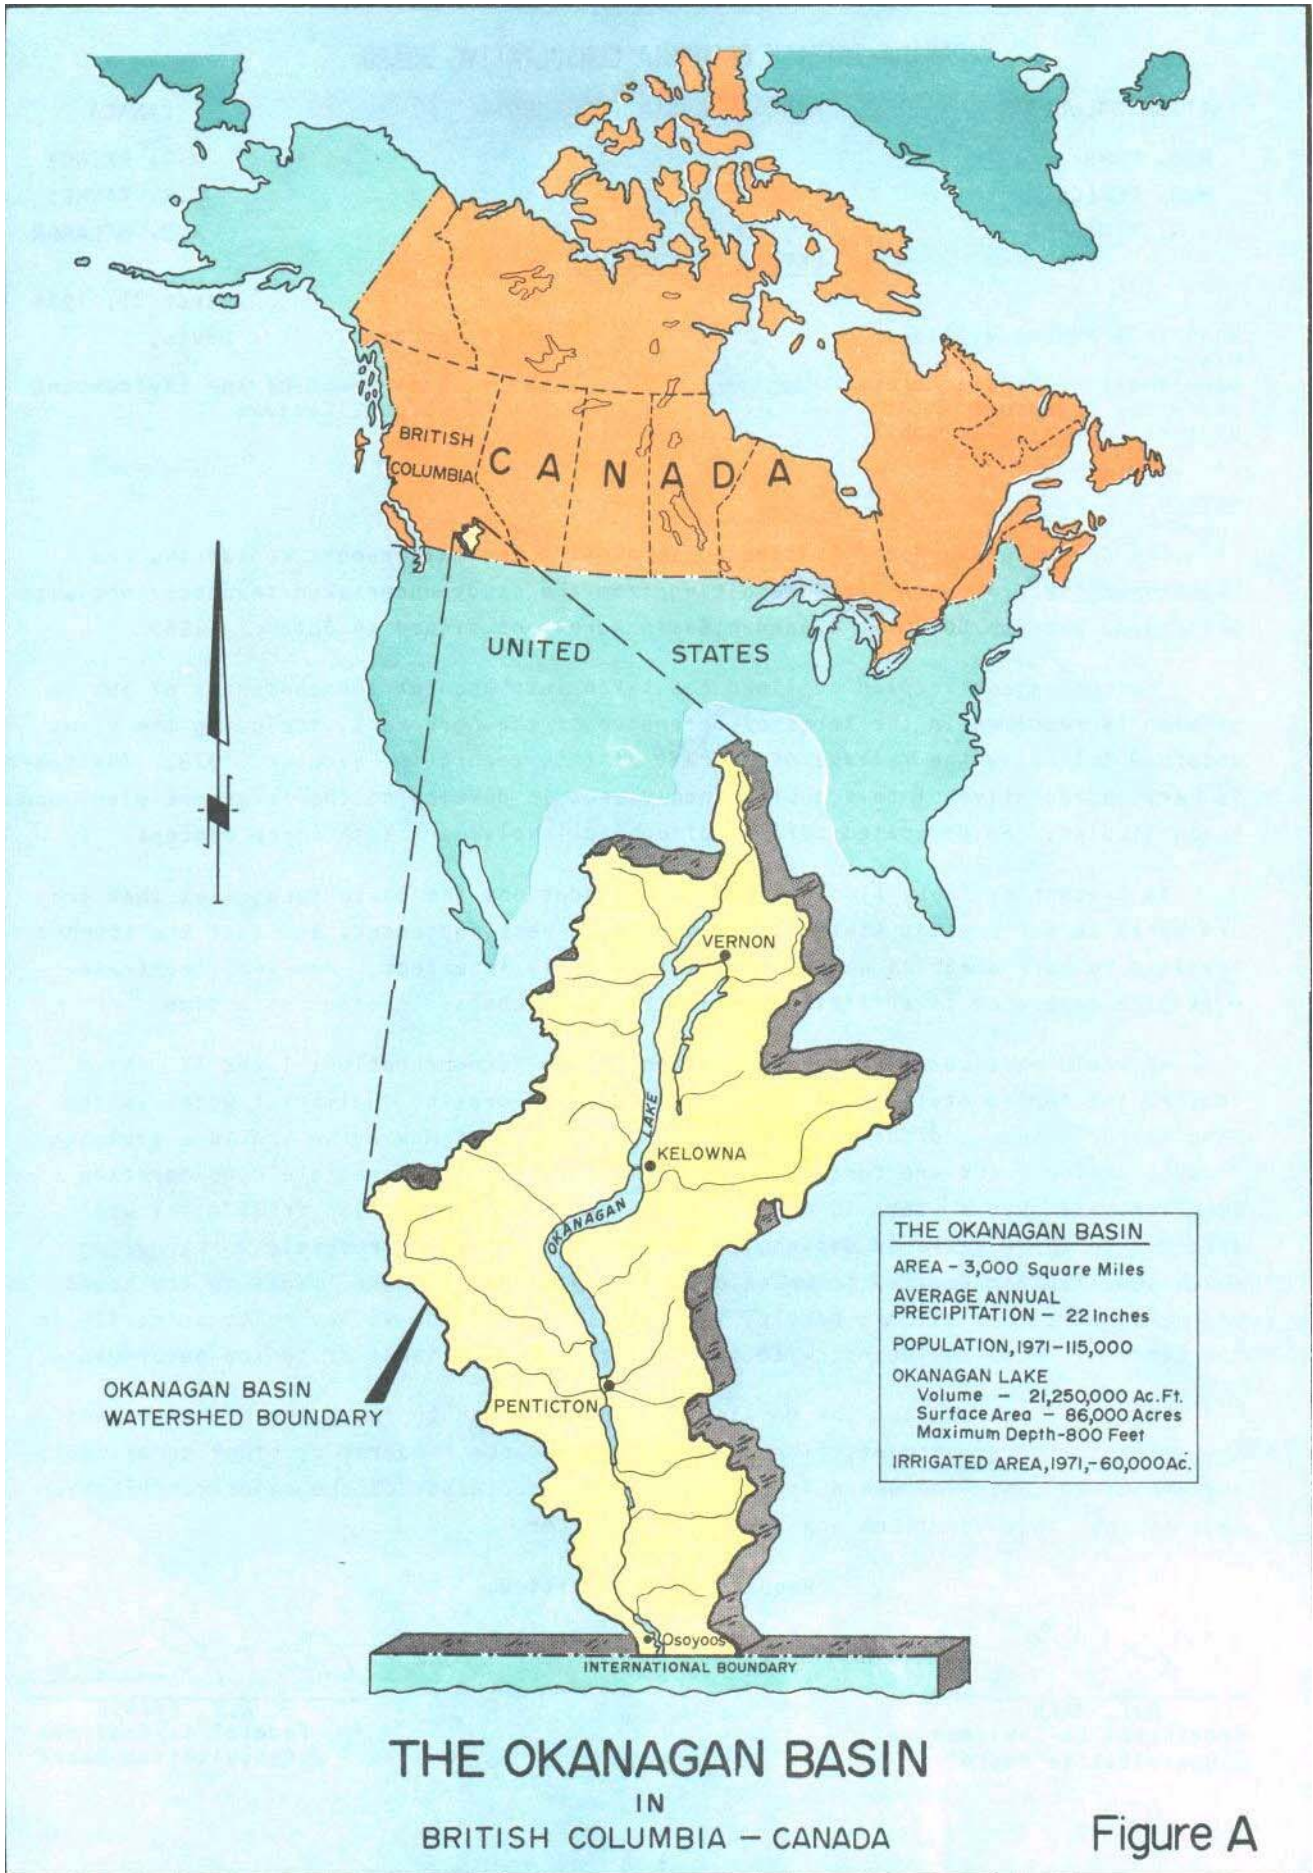 BRITISH
COLUMBIA
CANADA
UNITED STATES
VERNON
LAKE
KELOWNA
OKANAGAN
THE OKANAGAN BASIN
AREA – 3,000 Square Miles
AVERAGE ANNUAL
PRECIPITATION – 22 Inches
POPULATION, 1971–115,000
OKANAGAN LAKE
Volume – 21,250,000 Ac.Ft.
Surface Area – 86,000 Acres
Maximum Depth–800 Feet
IRRIGATED AREA, 1971,–60,000 Ac.
OKANAGAN BASIN
WATERSHED BOUNDARY
PENTICTON
Osoyoos
INTERNATIONAL BOUNDARY
THE OKANAGAN BASIN
IN
BRITISH COLUMBIA – CANADA
Figure A